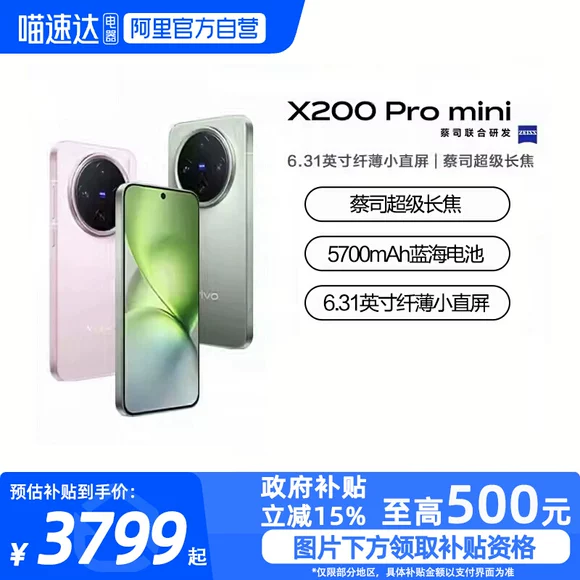 喵速达电器 阿里官方自营
X200 Pro mini
蔡司联合研发 ZEISS
6.31英寸纤薄小直屏 | 蔡司超级长焦
蔡司超级长焦
5700mAh蓝海电池
6.31英寸纤薄小直屏
vivo
预估补贴到手价:
¥3799起
政府补贴
立减15%
至高500元
图片下方领取补贴资格
*仅限部分地区，具体补贴金额以支付界面为准